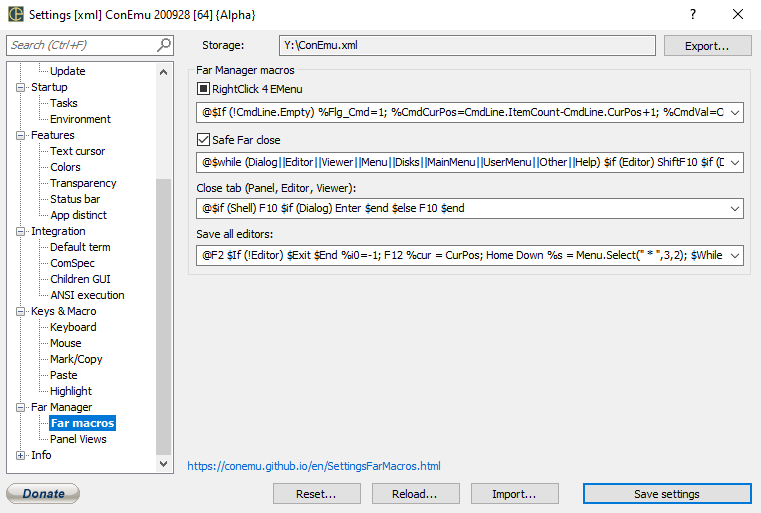 Settings [xml] ConEmu 200928 [64] {Alpha}
?
Search (Ctrl+F)
Storage:
Y:\ConEmu.xml
Export...
Update
Startup
Tasks
Environment
Features
Text cursor
Colors
Transparency
Status bar
App distinct
Integration
Default term
ComSpec
Children GUI
ANSI execution
Keys & Macro
Keyboard
Mouse
Mark/Copy
Paste
Highlight
Far Manager
Far macros
Panel Views
Info
Far Manager macros
RightClick 4 EMenu
@$If (!CmdLine.Empty) %Flg_Cmd=1; %CmdCurPos=CmdLine.ItemCount-CmdLine.CurPos+1; %CmdVal=C
Safe Far close
@$while (Dialog||Editor||Viewer||Menu||Disks||MainMenu||UserMenu||Other||Help) $if (Editor) ShiftF10 $if (D
Close tab (Panel, Editor, Viewer):
@$if (Shell) F10 $if (Dialog) Enter $end $else F10 $end
Save all editors:
@F2 $If (!Editor) $Exit $End %i0=-1; F12 %cur = CurPos; Home Down %s = Menu.Select(" * ",3,2); $While
https://conemu.github.io/en/SettingsFarMacros.html
Donate
Reset...
Reload...
Import...
Save settings